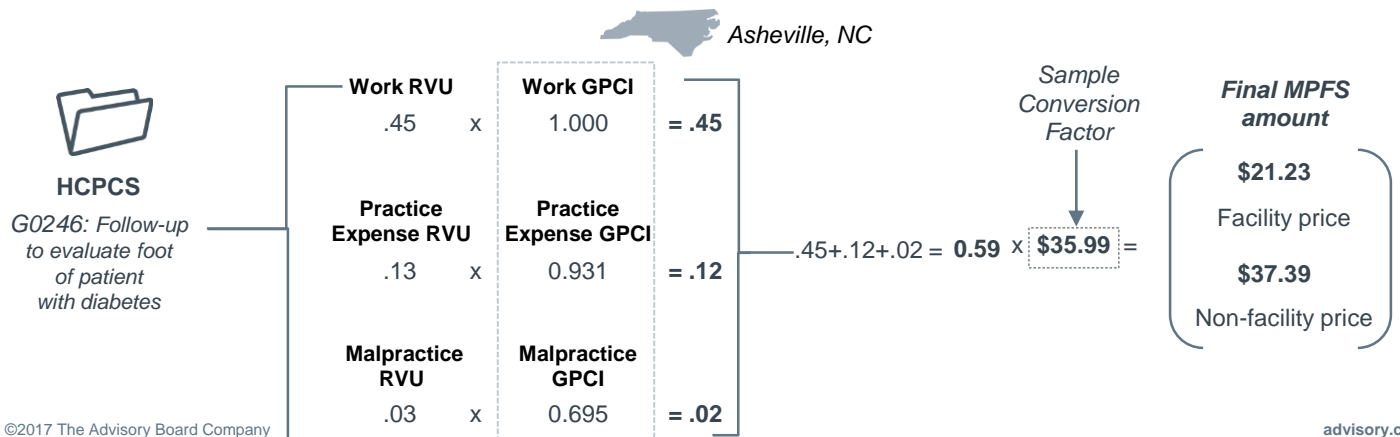 Asheville, NC
HCPCS
G0246: Follow-up
to evaluate foot
of patient
with diabetes
Work RVU
Work GPCI
.45 x 1.000 = .45
Practice
Expense RVU
Practice
Expense GPCI
.13 x 0.931 = .12
Malpractice
RVU
Malpractice
GPCI
.03 x 0.695 = .02
.45+.12+.02 = 0.59 x $35.99 =
Sample
Conversion
Factor
Final MPFS
amount
$21.23
Facility price
$37.39
Non-facility price
©2017 The Advisory Board Company